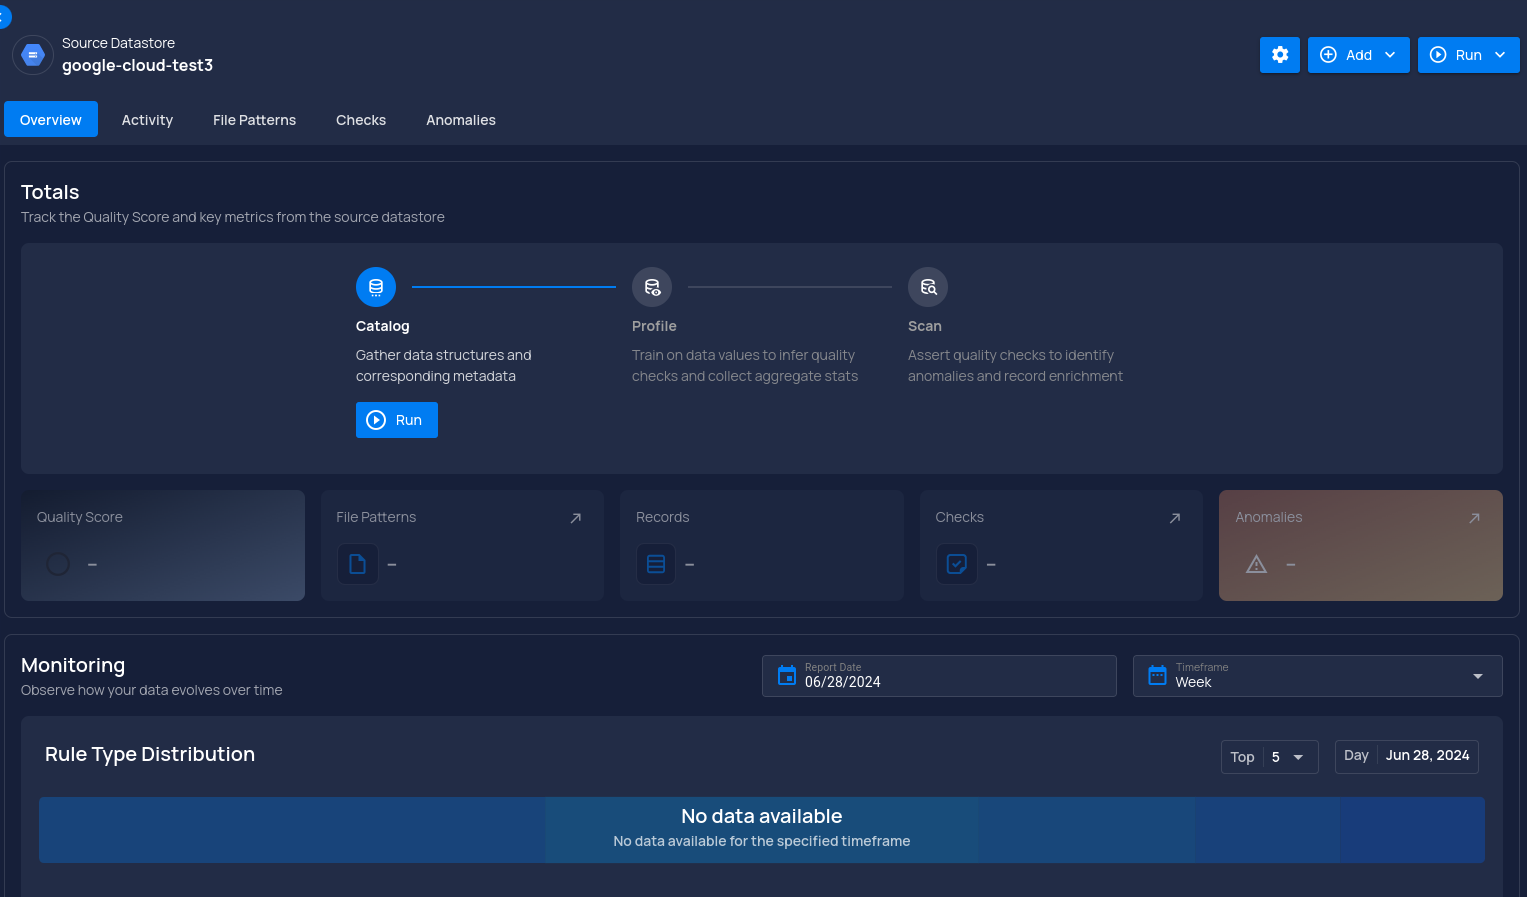 Source Datastore
google-cloud-test3
Add
Run
Overview
Activity
File Patterns
Checks
Anomalies
Totals
Track the Quality Score and key metrics from the source datastore
Catalog
Gather data structures and
corresponding metadata
Run
Profile
Train on data values to infer quality
checks and collect aggregate stats
Scan
Assert quality checks to identify
anomalies and record enrichment
Quality Score
–
File Patterns
–
Records
–
Checks
–
Anomalies
–
Monitoring
Observe how your data evolves over time
Report Date
06/28/2024
Timeframe
Week
Rule Type Distribution
Top 5
Day Jun 28, 2024
No data available
No data available for the specified timeframe